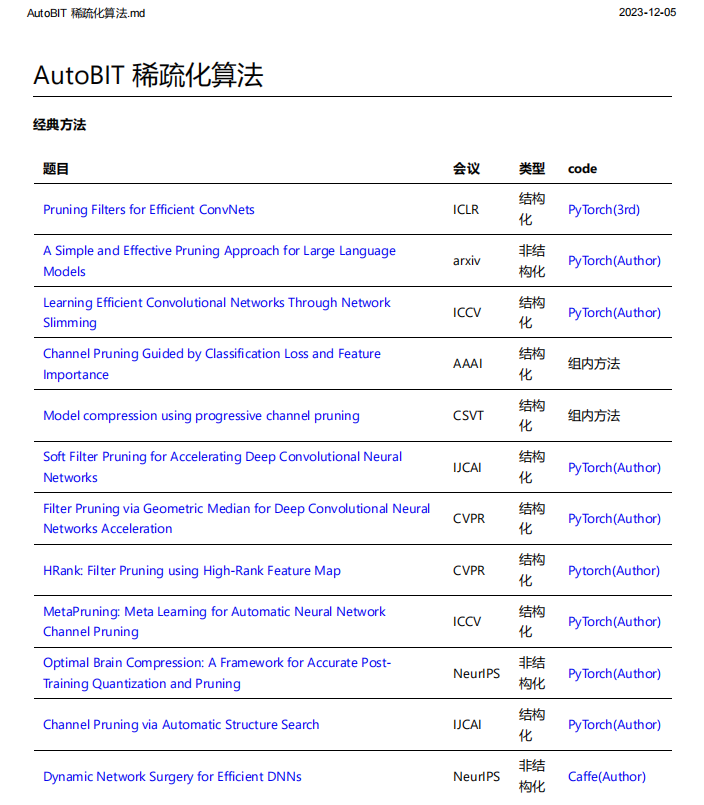 AutoBIT 稀疏化算法.md 2023-12-05
AutoBIT 稀疏化算法
经典方法
题目 会议 类型 code
Pruning Filters for Efficient ConvNets ICLR 结构化 PyTorch(3rd)
A Simple and Effective Pruning Approach for Large Language
Models arxiv 非结构化 PyTorch(Author)
Learning Efficient Convolutional Networks Through Network
Slimming ICCV 结构化 PyTorch(Author)
Channel Pruning Guided by Classification Loss and Feature
Importance AAAI 结构化 组内方法
Model compression using progressive channel pruning CSVT 结构化 组内方法
Soft Filter Pruning for Accelerating Deep Convolutional Neural
Networks IJCAI 结构化 PyTorch(Author)
Filter Pruning via Geometric Median for Deep Convolutional Neural
Networks Acceleration CVPR 结构化 PyTorch(Author)
HRank: Filter Pruning using High-Rank Feature Map CVPR 结构化 Pytorch(Author)
MetaPruning: Meta Learning for Automatic Neural Network
Channel Pruning ICCV 结构化 PyTorch(Author)
Optimal Brain Compression: A Framework for Accurate Post-
Training Quantization and Pruning NeurIPS 非结构化 PyTorch(Author)
Channel Pruning via Automatic Structure Search IJCAI 结构化 PyTorch(Author)
Dynamic Network Surgery for Efficient DNNs NeurIPS 非结构化 Caffe(Author)